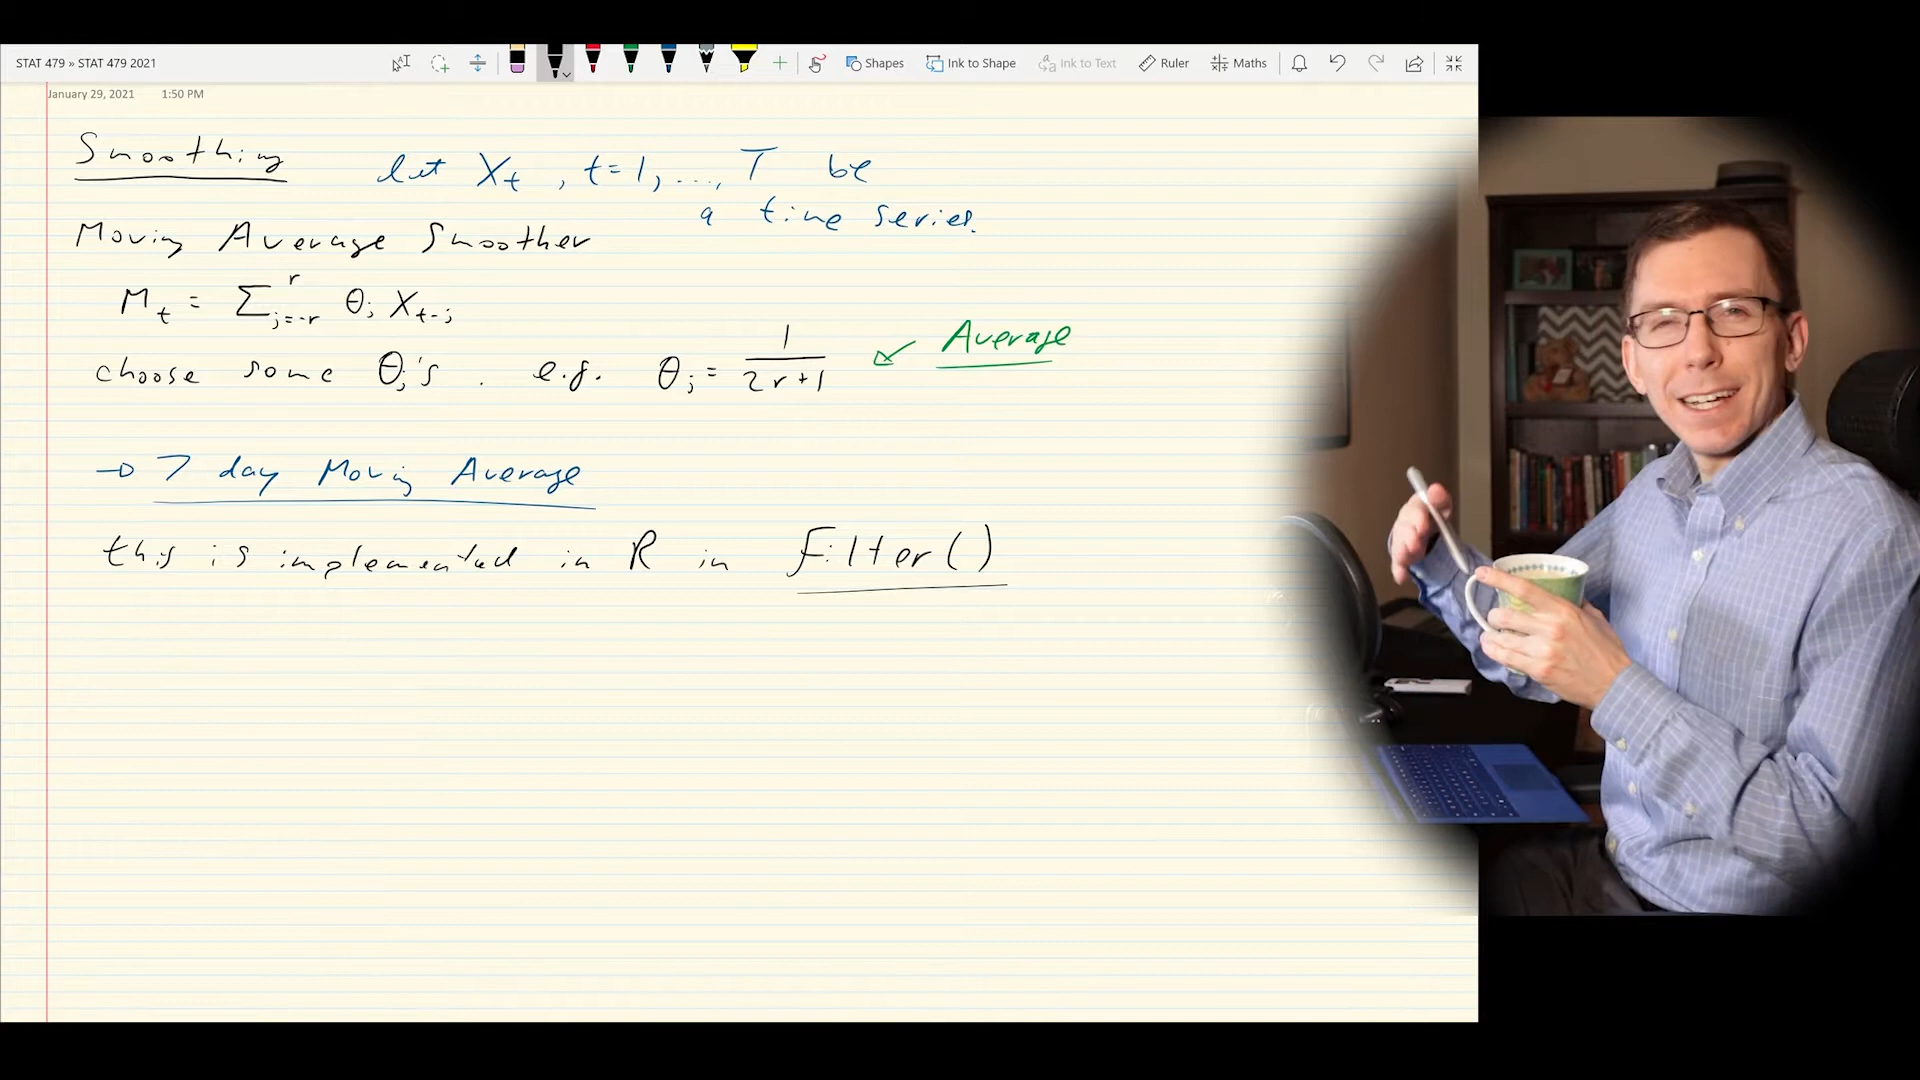 STAT 479 » STAT 479 2021
Shapes Ink to Shape Ink to Text Ruler Maths
January 29, 2021 1:50 PM
Smoothing let Xt , t=1, ..., T be
a time series.
Moving Average Smoother
Mt = ∑j=-r^r θj Xt-j
choose some θj's . e.g. θj = 1/(2r+1) ↙ Average
→ 7 day Moving Average
this is implemented in R in filter()